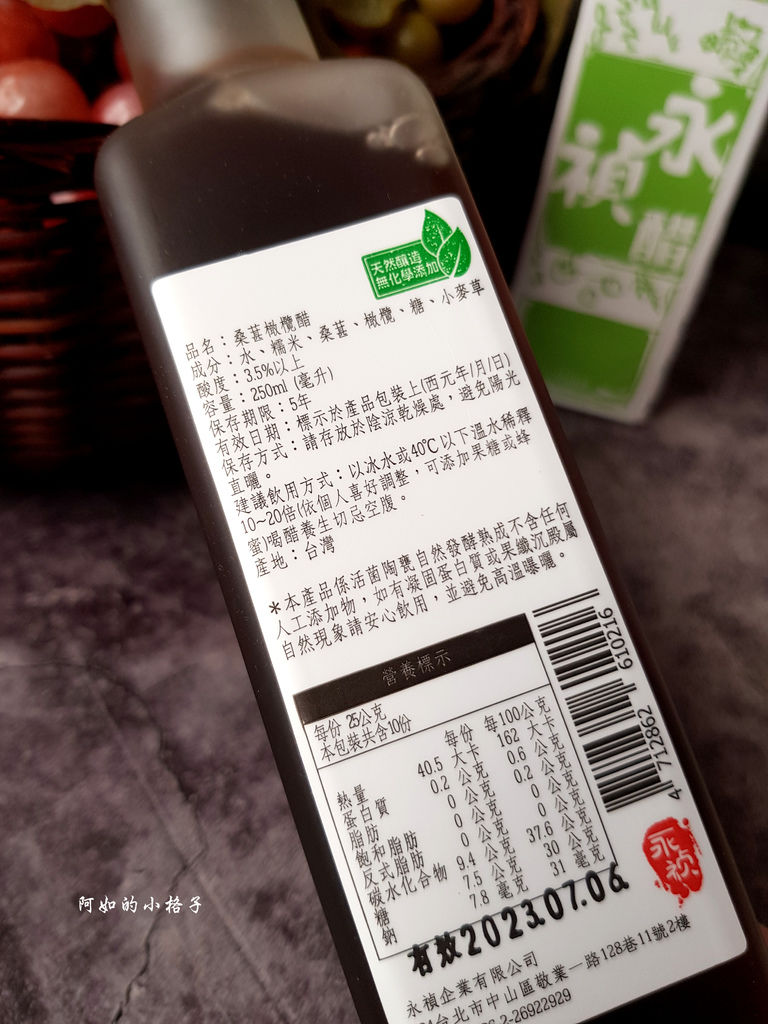 永禎醋
天然釀造
無化學添加
品名：桑葚橄欖醋
成分：水、糯米、桑葚、橄欖、糖、小麥草
酸度：3.5%以上
容量：250ml (毫升)
保存期限：5年
有效日期：標示於產品包裝上(西元年/月/日)
保存方式：請存放於陰涼乾燥處，避免陽光
直曬。
建議飲用方式：以冰水或40℃以下溫水稀釋
10~20倍(依個人喜好調整，可添加果糖或蜂
蜜)喝醋養生切忌空腹。
產地：台灣
*本產品係活菌陶甕自然發酵熟成不含任何
人工添加物，如有凝固蛋白質或果纖沉殿屬
自然現象請安心飲用，並避免高溫曝曬。
營養標示
每份 25公克
本包裝共含10份
每份 每100公克
熱量 40.5 大卡 162 大卡
蛋白質 0.2 公克 0.6 公克
脂肪 0 公克 0.2 公克
飽和脂肪 0 公克 0 公克
反式脂肪 0 公克 0 公克
碳水化合物 9.4 公克 37.6 公克
糖 7.5 公克 30 公克
鈉 7.8 毫克 31 毫克
4 712862 610216
永禎
有效2023.07.06
永禎企業有限公司
台北市中山區敬業一路128巷11號2樓
2-26922929
阿如的小格子